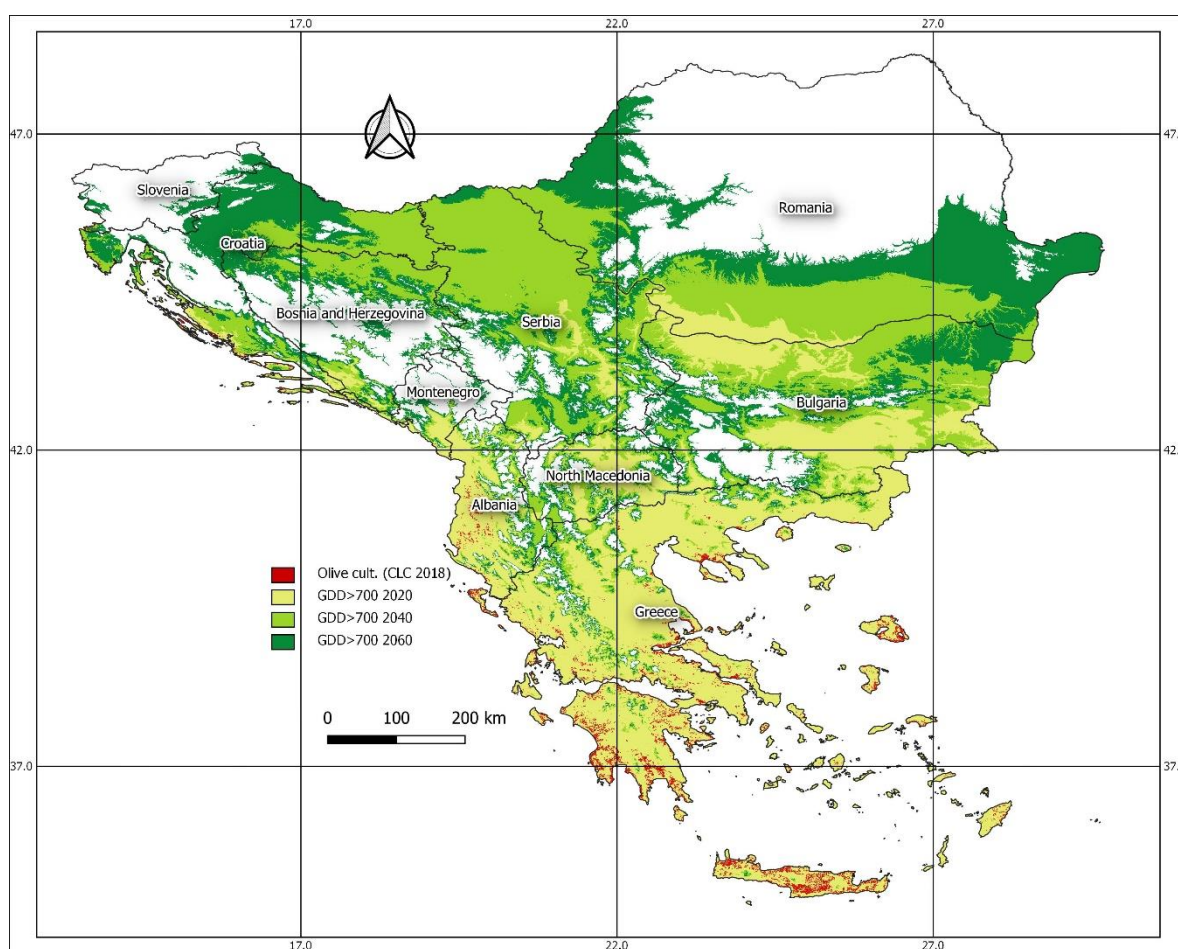 17.0 22.0 27.0
47.0 47.
Slovenia
Romania
Croatia
Bosnia and Herzegovina
Serbia
Montenegro
Bulgaria
42.0 42.
North Macedonia
Albania
Olive cult. (CLC 2018)
GDD>700 2020
GDD>700 2040
GDD>700 2060
Greece
0 100 200 km
37.0 37.
17.0 22.0 27.0